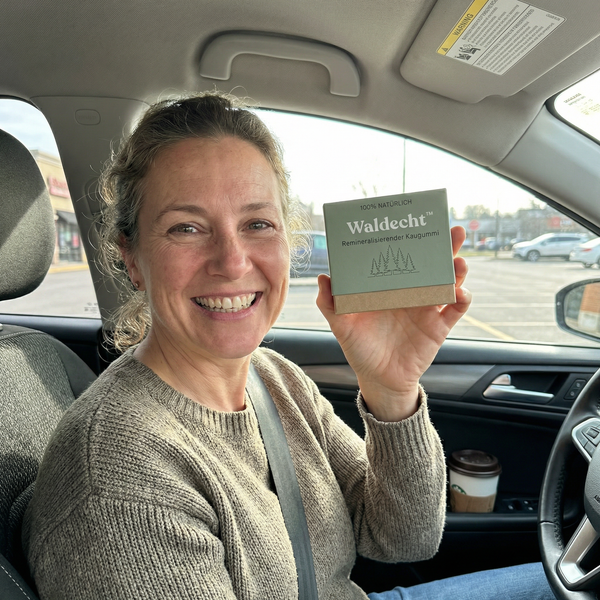 WARNING
100% NATÜRLICH
Waldecht™
Remineralisierender Kaugummi